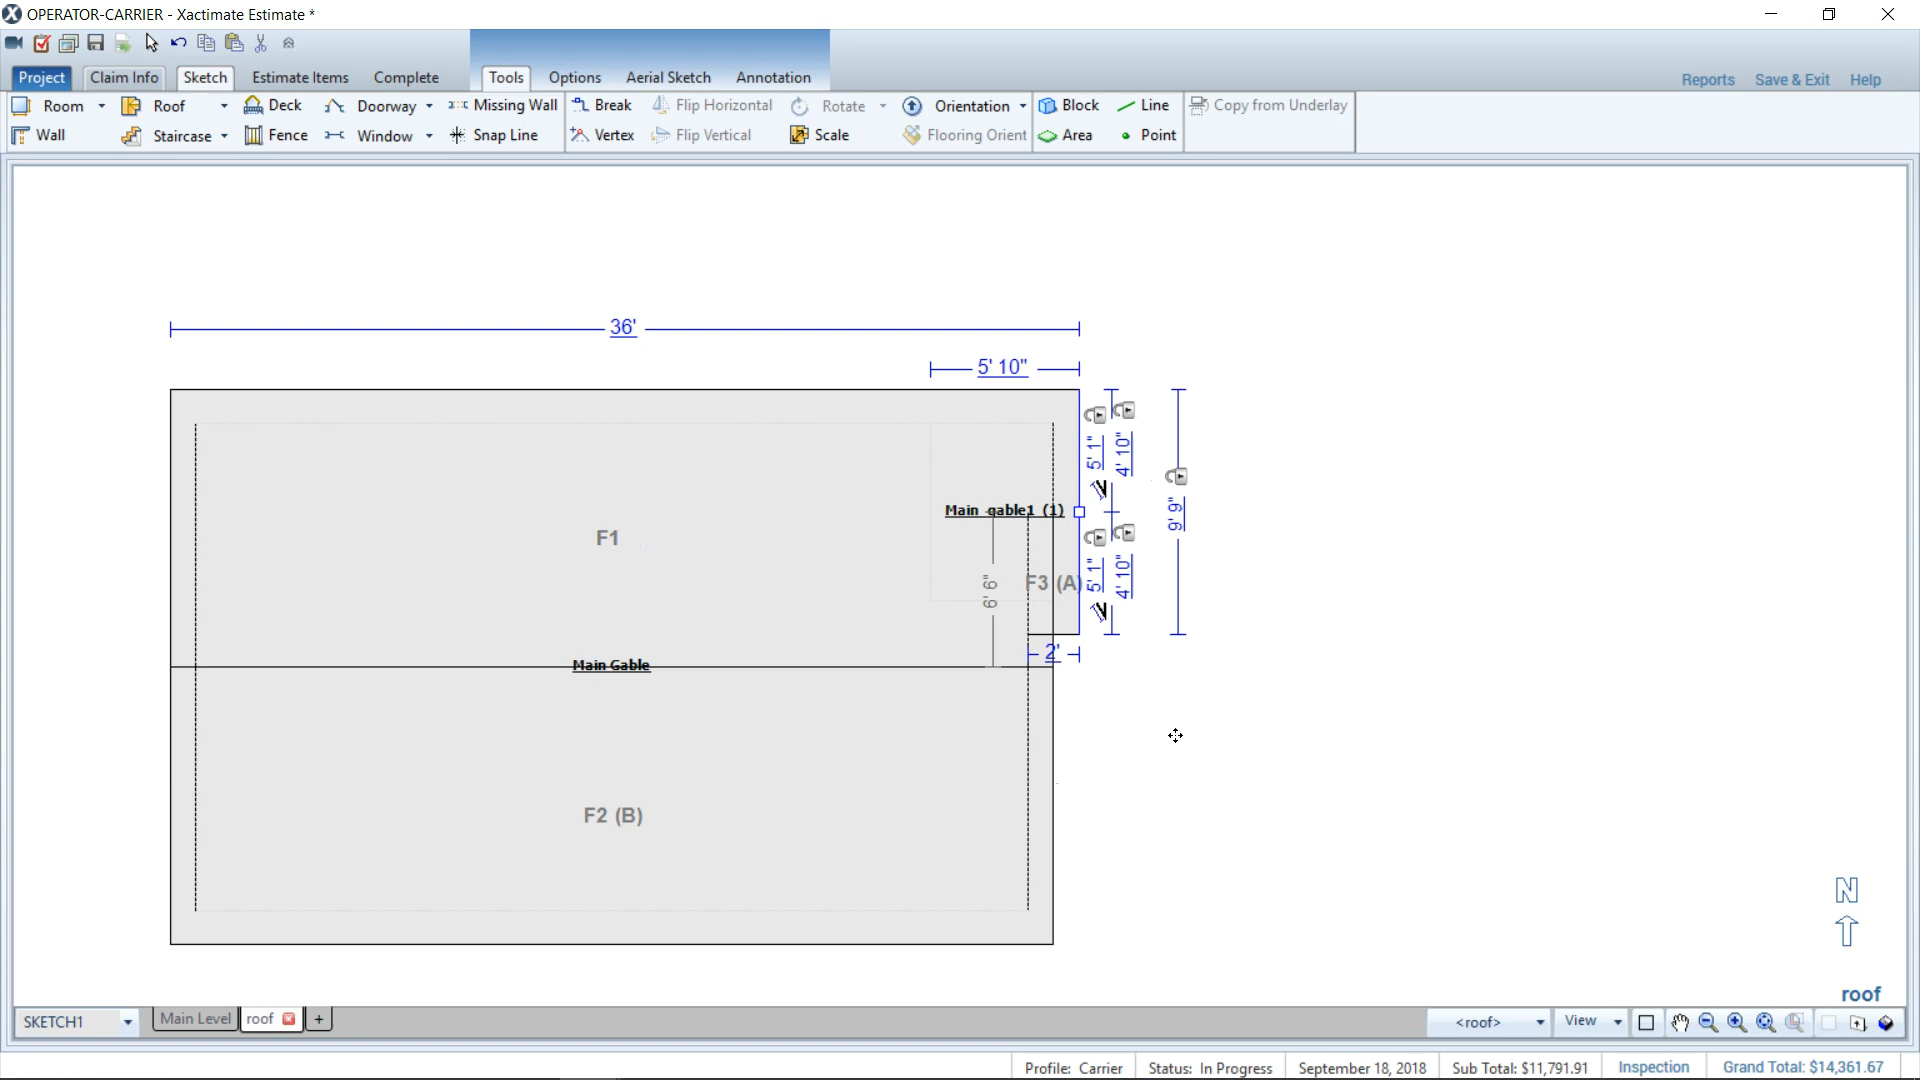 OPERATOR-CARRIER - Xactimate Estimate *
Project Claim Info Sketch Estimate Items Complete Tools Options Aerial Sketch Annotation Reports Save & Exit Help
Room Roof Deck Doorway Missing Wall Break Flip Horizontal Rotate Orientation Block Line Copy from Underlay
Wall Staircase Fence Window Snap Line Vertex Flip Vertical Scale Flooring Orient Area Point
36'
5' 10"
5' 1" 4' 10"
Main gable1 (1)
9' 9"
F1
6' 6"
F3 (A)
5' 1" 4' 10"
2'
Main Gable
F2 (B)
N
roof
SKETCH1 Main Level roof + <roof> View
Profile: Carrier Status: In Progress September 18, 2018 Sub Total: $11,791.91 Inspection Grand Total: $14,361.67